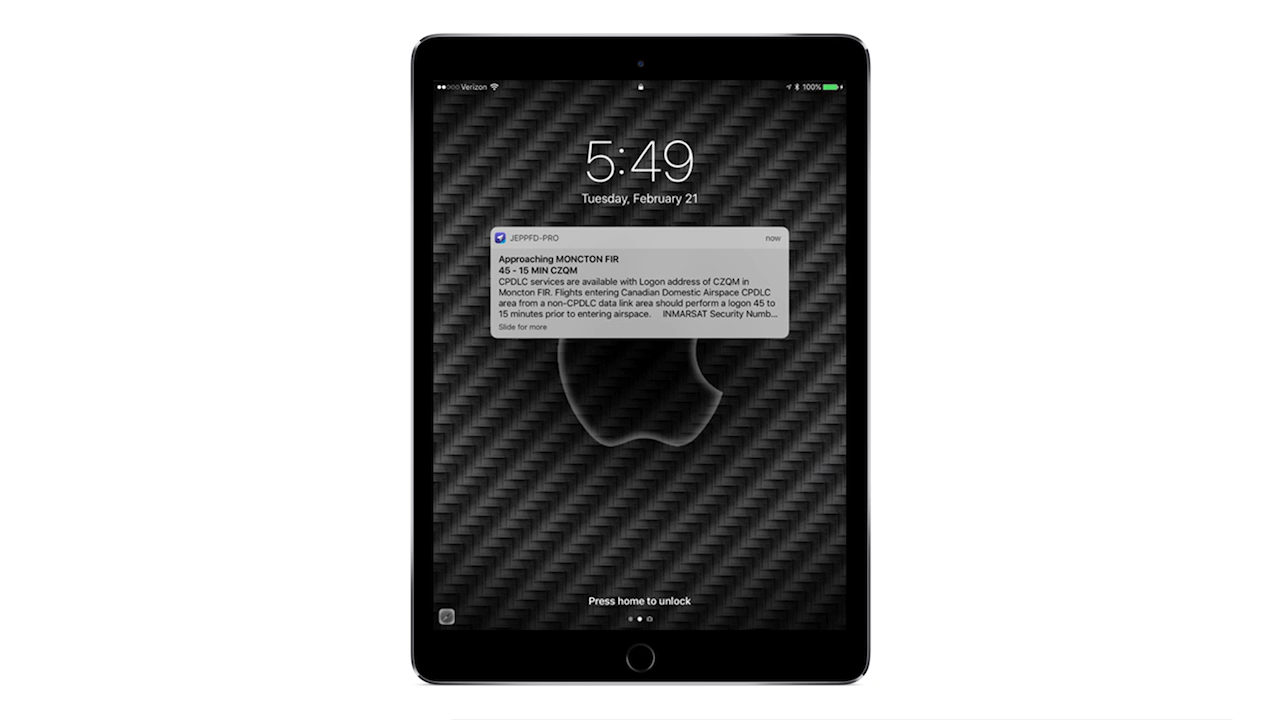 Verizon 100%
5:49
Tuesday, February 21
JEPPFD-PRO now
Approaching MONCTON FIR
45 - 15 MIN CZQM
CPDLC services are available with Logon address of CZQM in
Moncton FIR. Flights entering Canadian Domestic Airspace CPDLC
area from a non-CPDLC data link area should perform a logon 45 to
15 minutes prior to entering airspace. INMARSAT Security Numb...
Slide for more
Press home to unlock